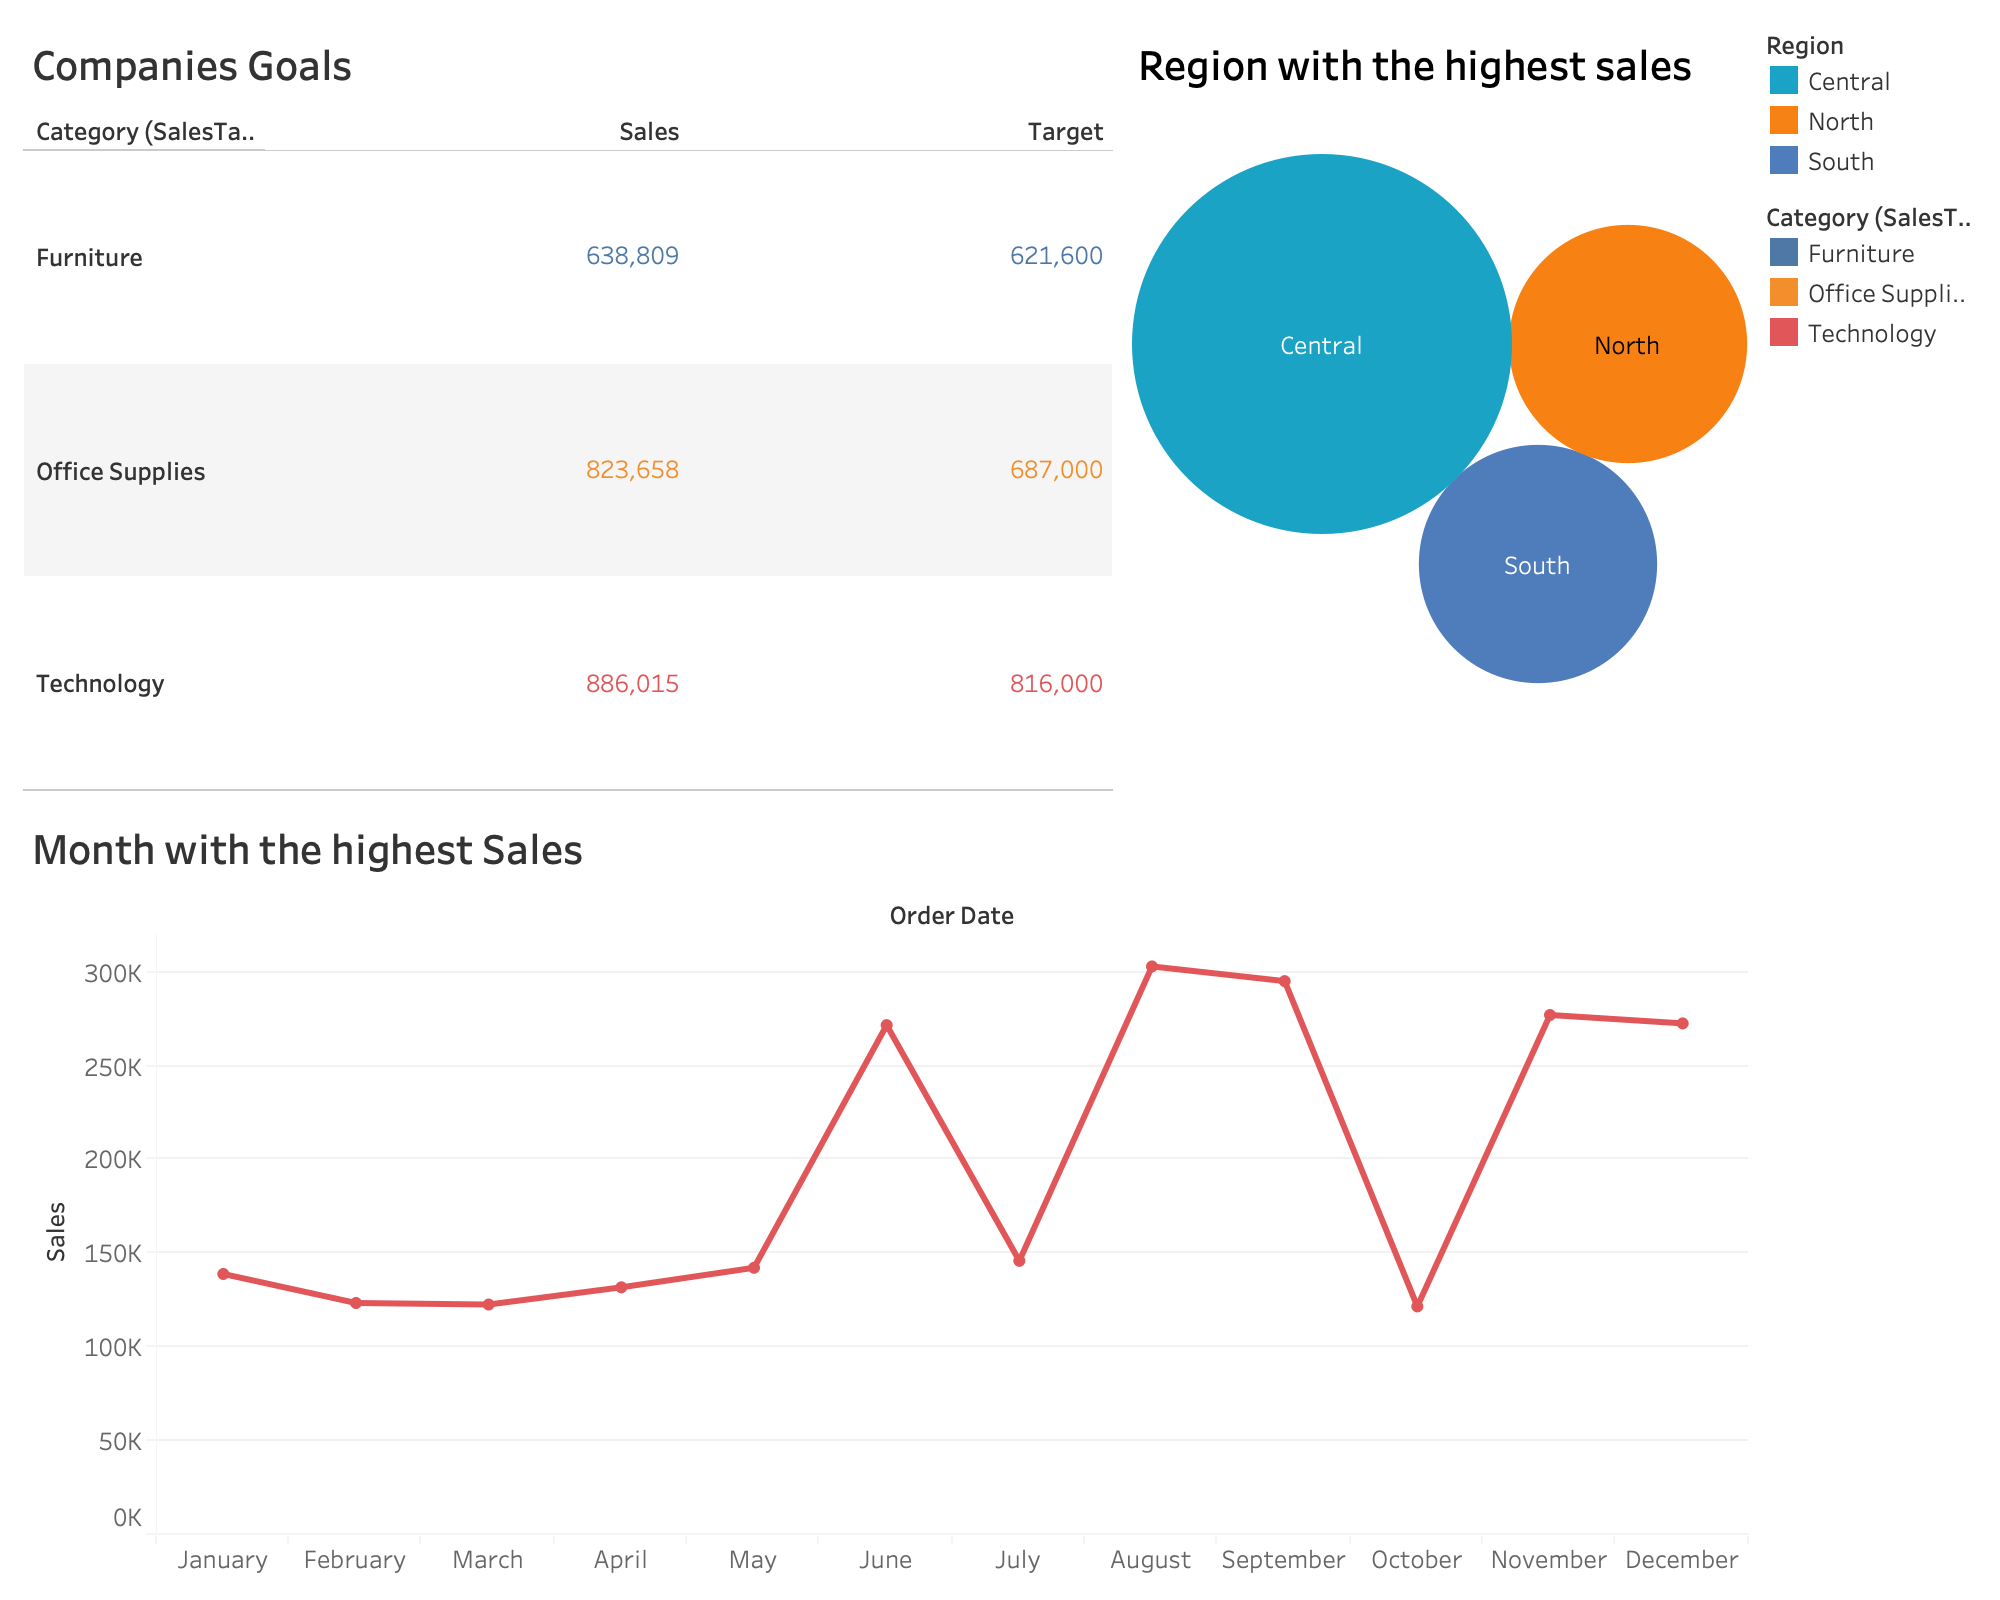 Companies Goals
Category (SalesTa.. Sales Target
Furniture 638,809 621,600
Office Supplies 823,658 687,000
Technology 886,015 816,000
Region with the highest sales
Central
North
South
Region
Central
North
South
Category (SalesT..
Furniture
Office Suppli..
Technology
Month with the highest Sales
Order Date
Sales
300K
250K
200K
150K
100K
50K
0K
January February March April May June July August September October November December